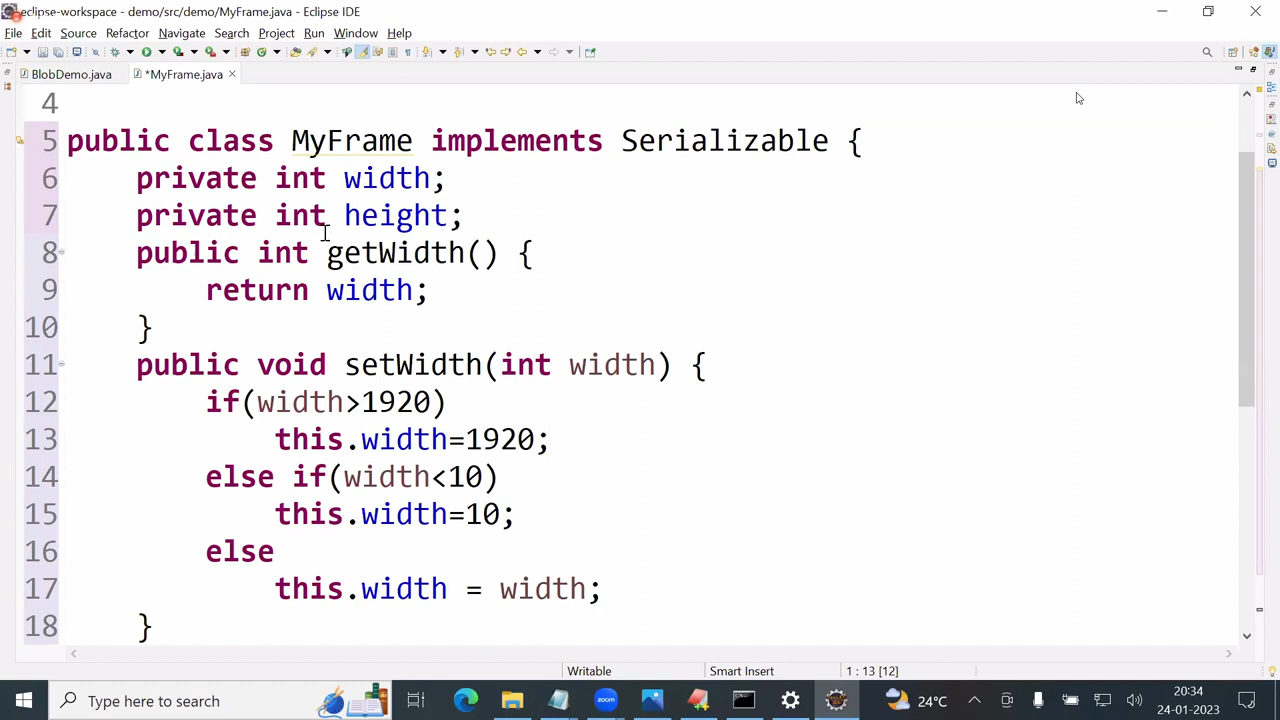 eclipse-workspace - demo/src/demo/MyFrame.java - Eclipse IDE
File Edit Source Refactor Navigate Search Project Run Window Help
BlobDemo.java *MyFrame.java
4
5 public class MyFrame implements Serializable {
6 private int width;
7 private int height;
8 public int getWidth() {
9 return width;
10 }
11 public void setWidth(int width) {
12 if(width>1920)
13 this.width=1920;
14 else if(width<10)
15 this.width=10;
16 else
17 this.width = width;
18 }
Writable Smart Insert 1 : 13 [12]
Type here to search zoom 24°C 20:34
24-01-2023